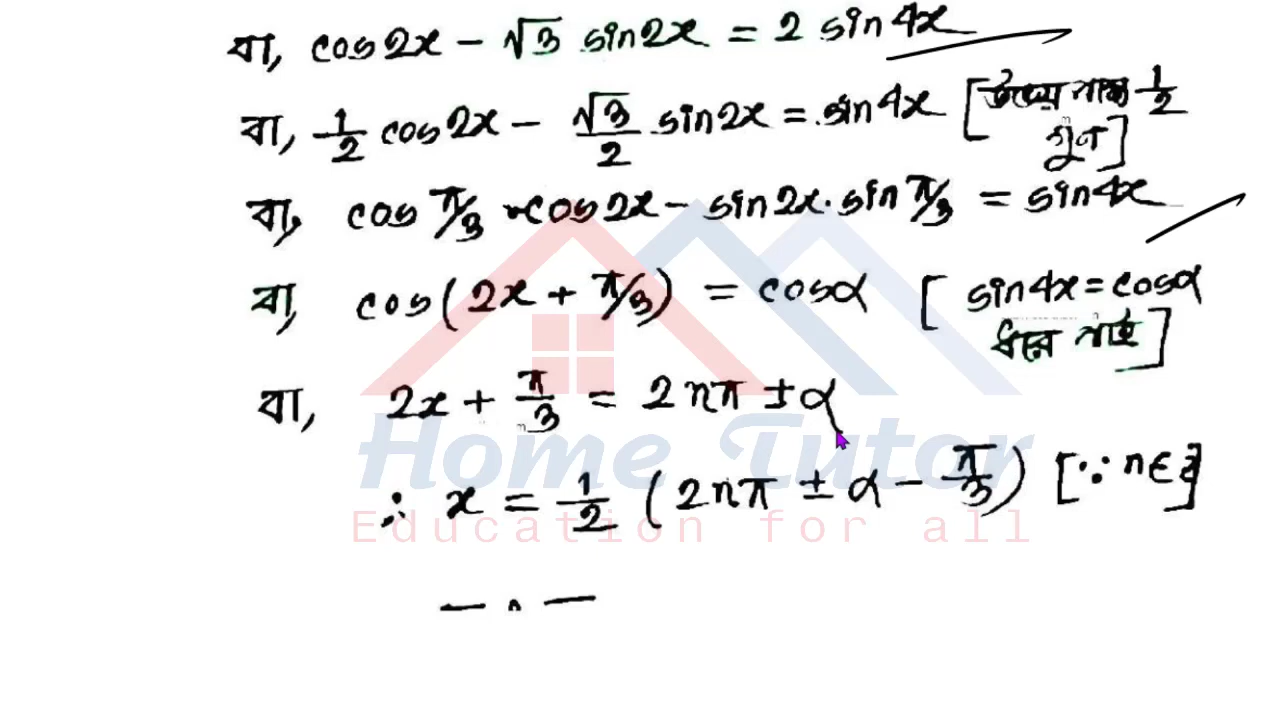 বা, cos2x − √3 sin2x = 2 sin4x
বা, 1/2 cos2x − √3/2 sin2x = sin4x [উভয় পক্ষে 1/2
গুন]
বা, cos π/3 · cos2x − sin2x · sin π/3 = sin4x
বা, cos(2x + π/3) = cosα [sin4x = cosα
ধরে পাই]
বা, 2x + π/3 = 2nπ ± α
Home Tutor
∴ x = 1/2 (2nπ ± α − π/3) [∵ n∈z]
Education for all